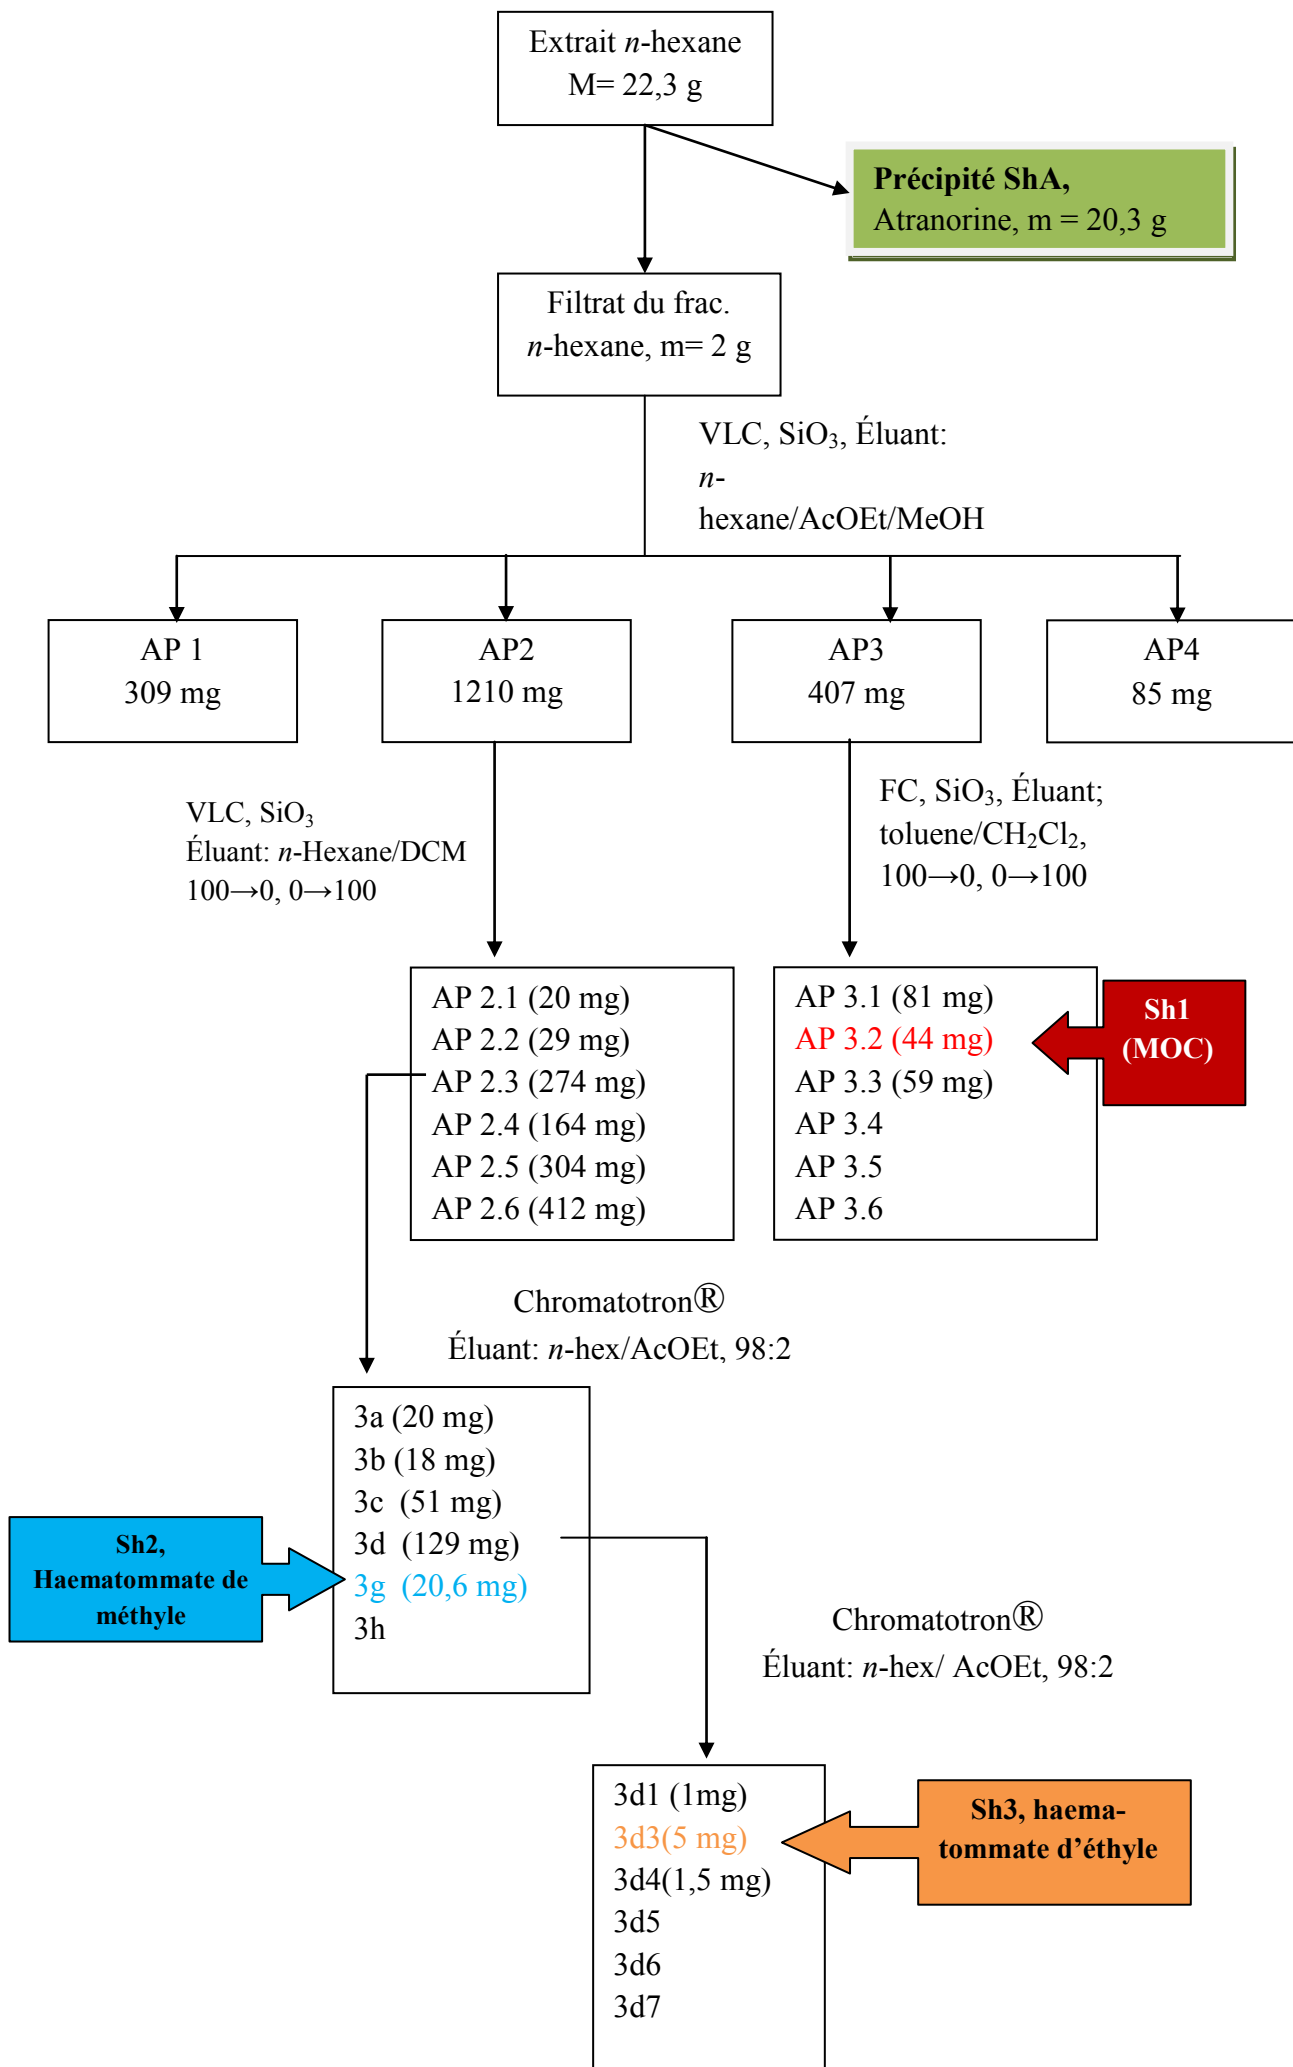 Extrait n-hexane
M= 22,3 g
Précipité ShA,
Atranorine, m = 20,3 g
Filtrat du frac.
n-hexane, m= 2 g
VLC, SiO₃, Éluant:
n-
hexane/AcOEt/MeOH
AP 1
309 mg
AP2
1210 mg
AP3
407 mg
AP4
85 mg
VLC, SiO₃
Éluant: n-Hexane/DCM
100→0, 0→100
FC, SiO₃, Éluant;
toluene/CH₂Cl₂,
100→0, 0→100
AP 2.1 (20 mg)
AP 2.2 (29 mg)
AP 2.3 (274 mg)
AP 2.4 (164 mg)
AP 2.5 (304 mg)
AP 2.6 (412 mg)
AP 3.1 (81 mg)
AP 3.2 (44 mg)
AP 3.3 (59 mg)
AP 3.4
AP 3.5
AP 3.6
Sh1
(MOC)
Chromatotron®
Éluant: n-hex/AcOEt, 98:2
3a (20 mg)
3b (18 mg)
3c (51 mg)
3d (129 mg)
3g (20,6 mg)
3h
Sh2,
Haematommate de
méthyle
Chromatotron®
Éluant: n-hex/ AcOEt, 98:2
3d1 (1mg)
3d3(5 mg)
3d4(1,5 mg)
3d5
3d6
3d7
Sh3, haema-
tommate d'éthyle